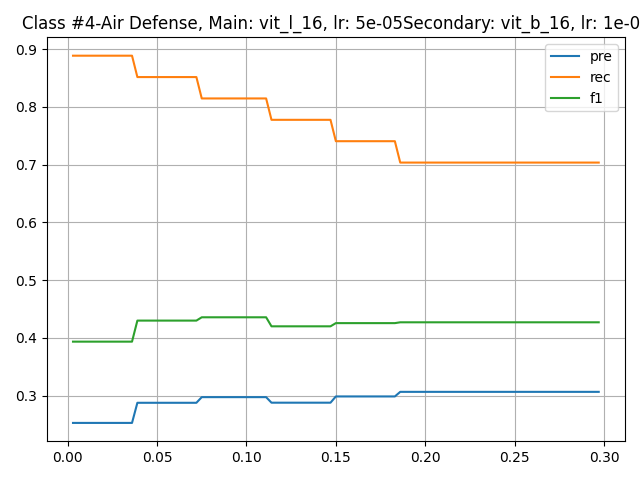 Class #4-Air Defense, Main: vit_l_16, lr: 5e-05Secondary: vit_b_16, lr: 1e-0
0.9
0.8
0.7
0.6
0.5
0.4
0.3
0.00 0.05 0.10 0.15 0.20 0.25 0.30
pre
rec
f1